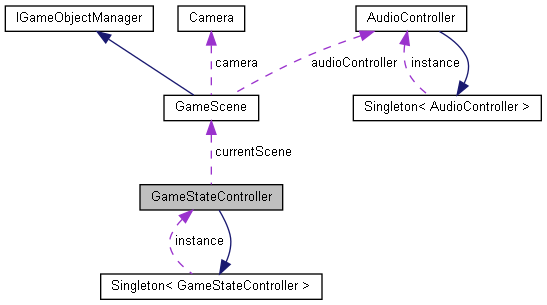 IGameObjectManager
Camera
AudioController
camera
audioController
instance
GameScene
Singleton< AudioController >
currentScene
GameStateController
instance
Singleton< GameStateController >